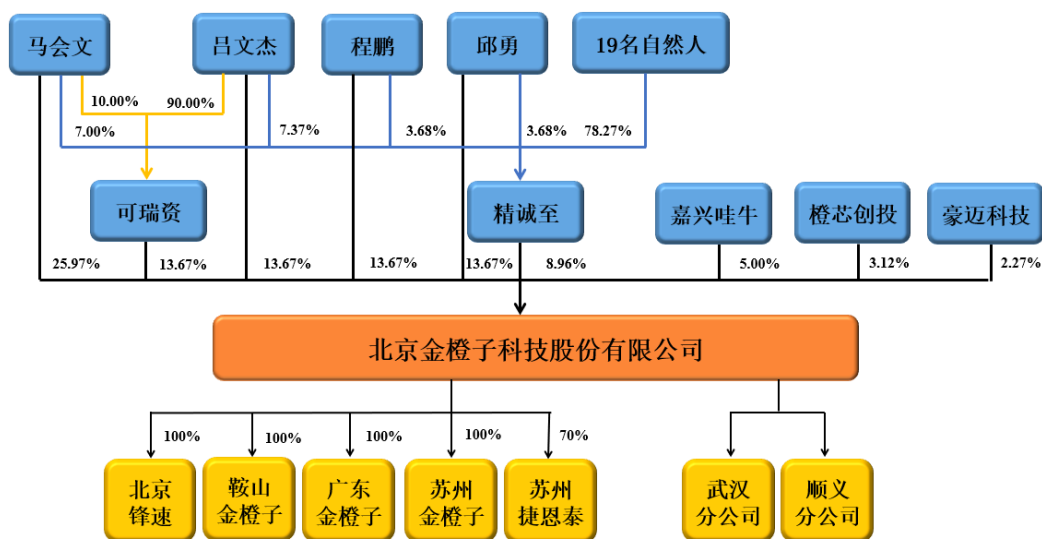 马会文
吕文杰
程鹏
邱勇
19名自然人
10.00%
90.00%
7.00%
7.37%
3.68%
3.68%
78.27%
可瑞资
精诚至
嘉兴哇牛
橙芯创投
豪迈科技
25.97%
13.67%
13.67%
13.67%
13.67%
8.96%
5.00%
3.12%
2.27%
北京金橙子科技股份有限公司
100%
100%
100%
100%
70%
北京
锋速
鞍山
金橙子
广东
金橙子
苏州
金橙子
苏州
捷恩泰
武汉
分公司
顺义
分公司